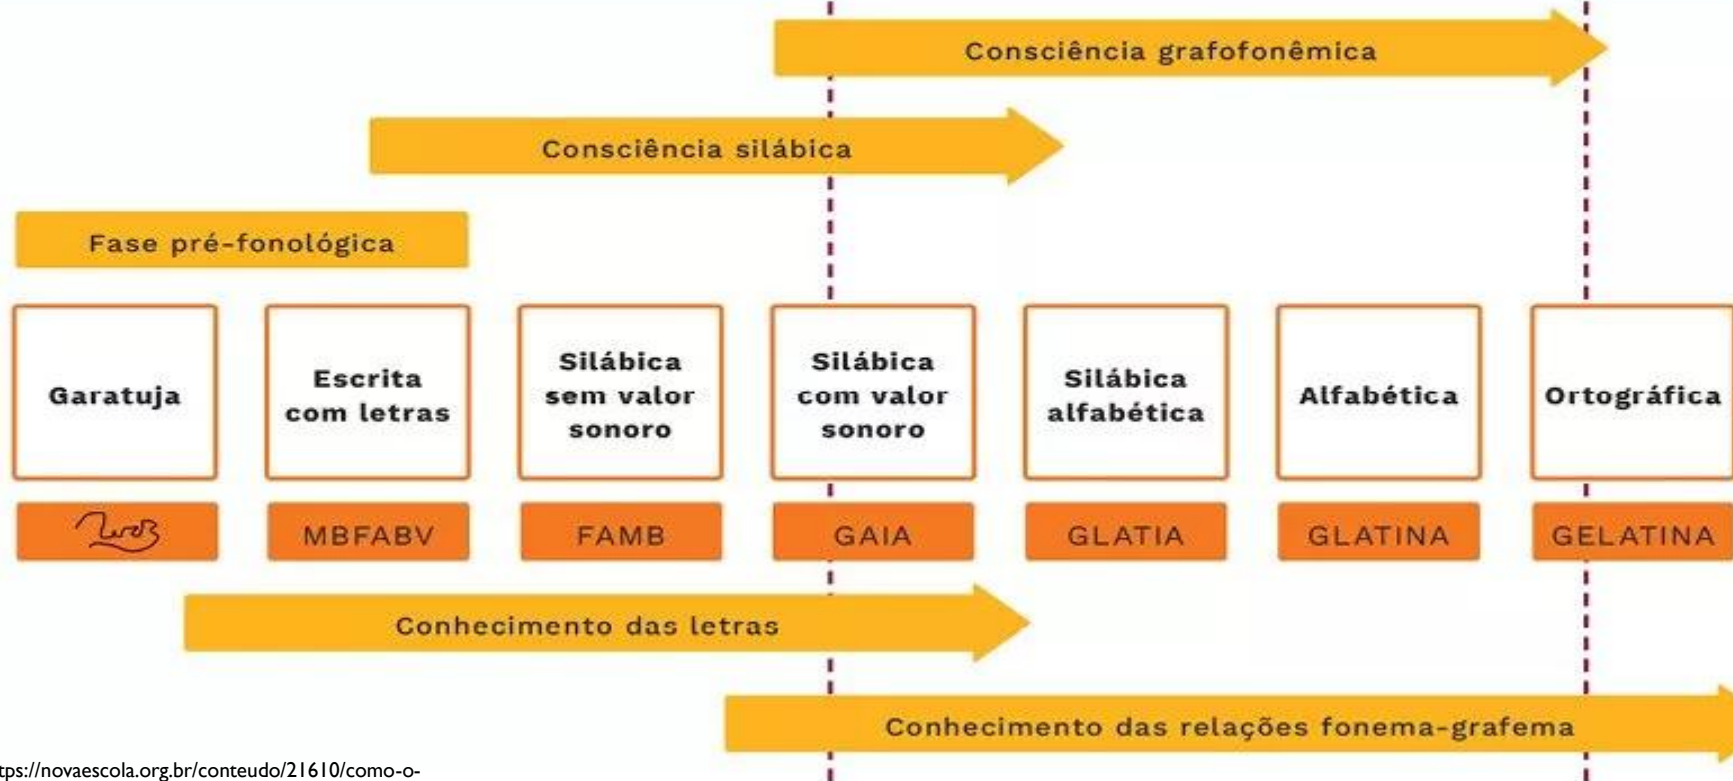 Consciência grafofonêmica
Consciência silábica
Fase pré-fonológica
Garatuja
Escrita
com letras
Silábica
sem valor
sonoro
Silábica
com valor
sonoro
Silábica
alfabética
Alfabética
Ortográfica
MBFABV
FAMB
GAIA
GLATIA
GLATINA
GELATINA
Conhecimento das letras
Conhecimento das relações fonema-grafema
tps://novaescola.org.br/conteudo/21610/como-o-